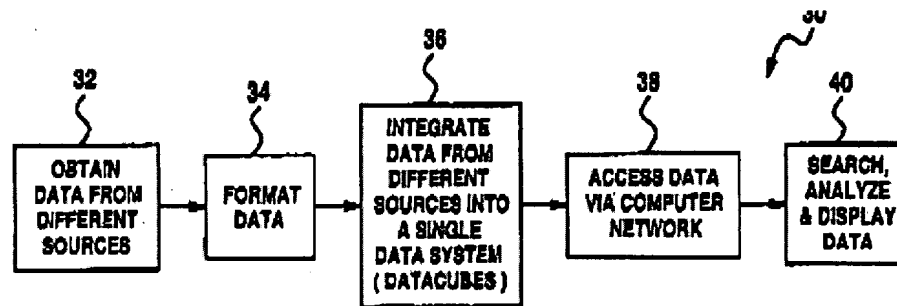 36
32
34
38
40
OBTAIN
DATA FROM
DIFFERENT
SOURCES
FORMAT
DATA
INTEGRATE
DATA FROM
DIFFERENT
SOURCES INTO
A SINGLE
DATA SYSTEM
( DATACUBES )
ACCESS DATA
VIA COMPUTER
NETWORK
SEARCH,
ANALYZE
& DISPLAY
DATA